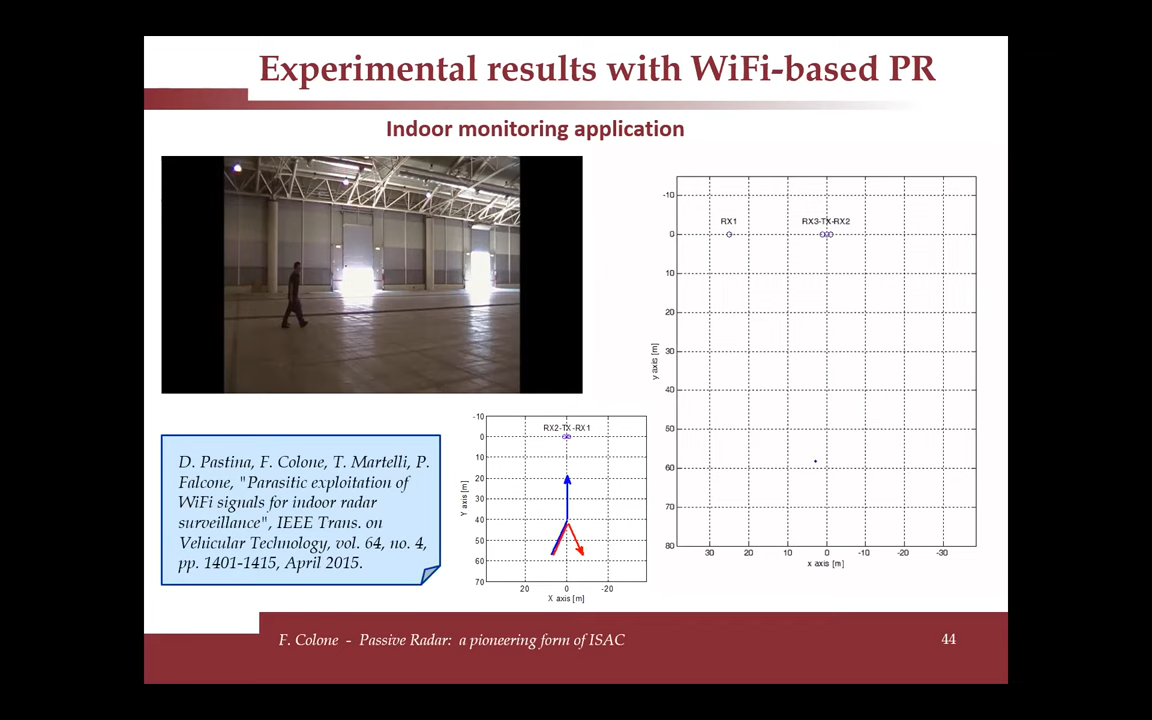 Experimental results with WiFi-based PR
Indoor monitoring application
-10
0
10
20
30
40
50
60
70
80
y axis [m]
RX1
RX3-TX-RX2
30
20
10
0
-10
-20
-30
x axis [m]
-10
0
10
20
30
40
50
60
70
Y axis [m]
RX2-TX-RX1
20
0
-20
X axis [m]
D. Pastina, F. Colone, T. Martelli, P.
Falcone, "Parasitic exploitation of
WiFi signals for indoor radar
surveillance", IEEE Trans. on
Vehicular Technology, vol. 64, no. 4,
pp. 1401-1415, April 2015.
F. Colone - Passive Radar: a pioneering form of ISAC
44